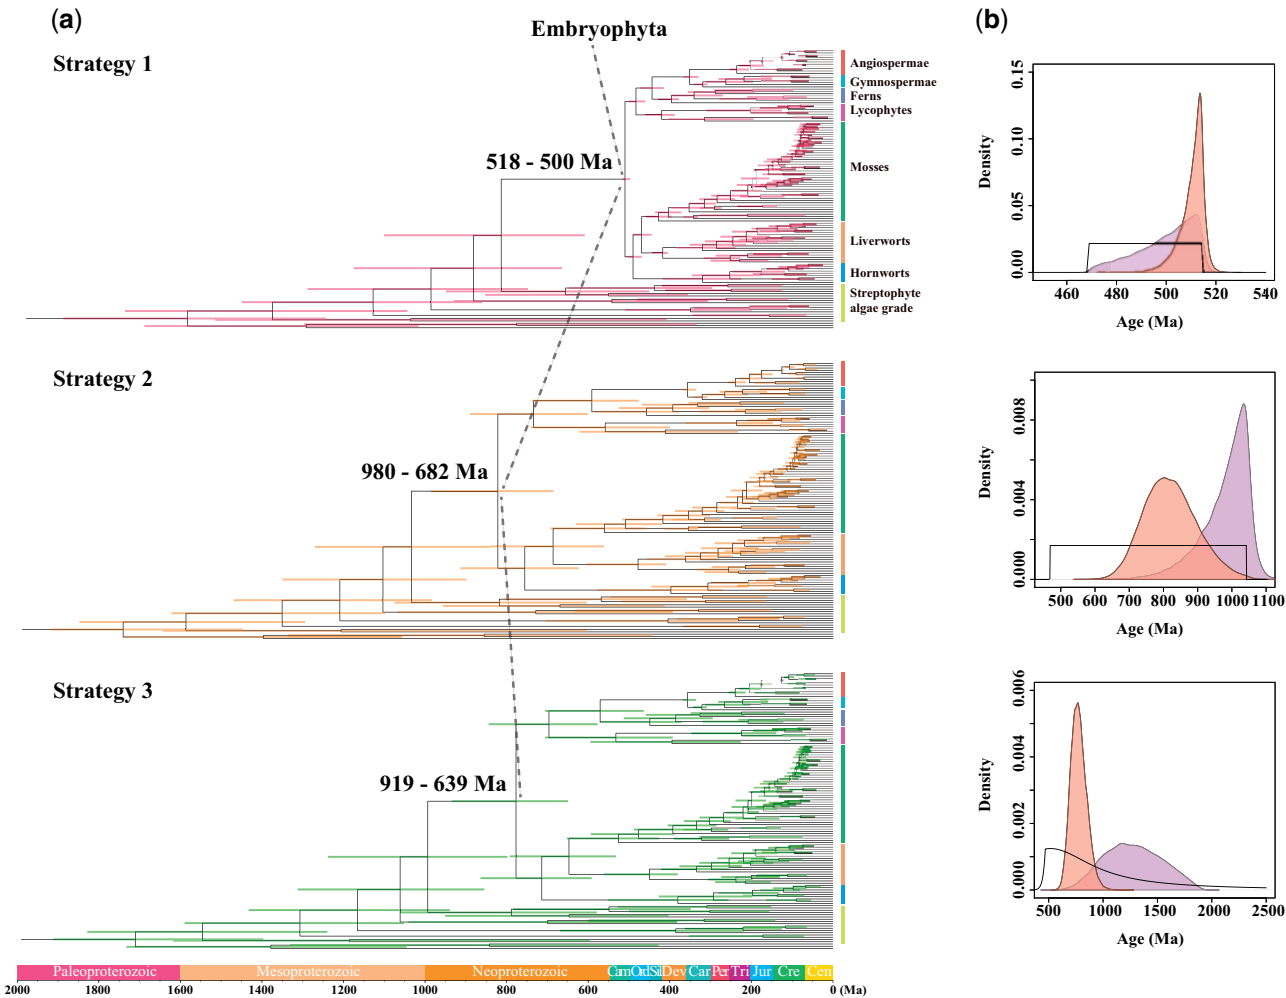 (a)
Embryophyta
Strategy 1
518 - 500 Ma
Angiospermae
Gymnospermae
Ferns
Lycophytes
Mosses
Liverworts
Hornworts
Streptophyte
algae grade
Strategy 2
980 - 682 Ma
Strategy 3
919 - 639 Ma
Paleoproterozoic Mesoproterozoic Neoproterozoic Cam Ord Sil Dev Car Per Tri Jur Cre Cen
2000 1800 1600 1400 1200 1000 800 600 400 200 0 (Ma)
(b)
Density
0.15
0.10
0.05
0.00
460 480 500 520 540
Age (Ma)
Density
0.008
0.004
0.000
500 600 700 800 900 1000 1100
Age (Ma)
Density
0.006
0.004
0.002
0.000
500 1000 1500 2000 2500
Age (Ma)